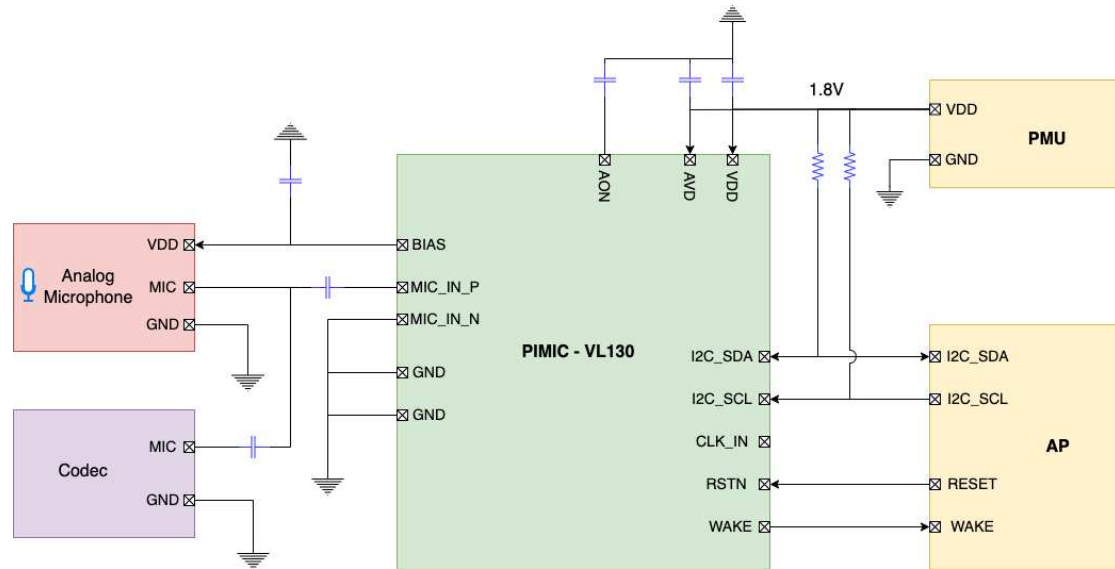 1.8V
VDD
PMU
GND
AON
AVD
VDD
VDD
Analog
Microphone
MIC
GND
BIAS
MIC_IN_P
MIC_IN_N
GND
GND
PIMIC - VL130
I2C_SDA
I2C_SCL
CLK_IN
RSTN
WAKE
I2C_SDA
I2C_SCL
AP
RESET
WAKE
MIC
Codec
GND